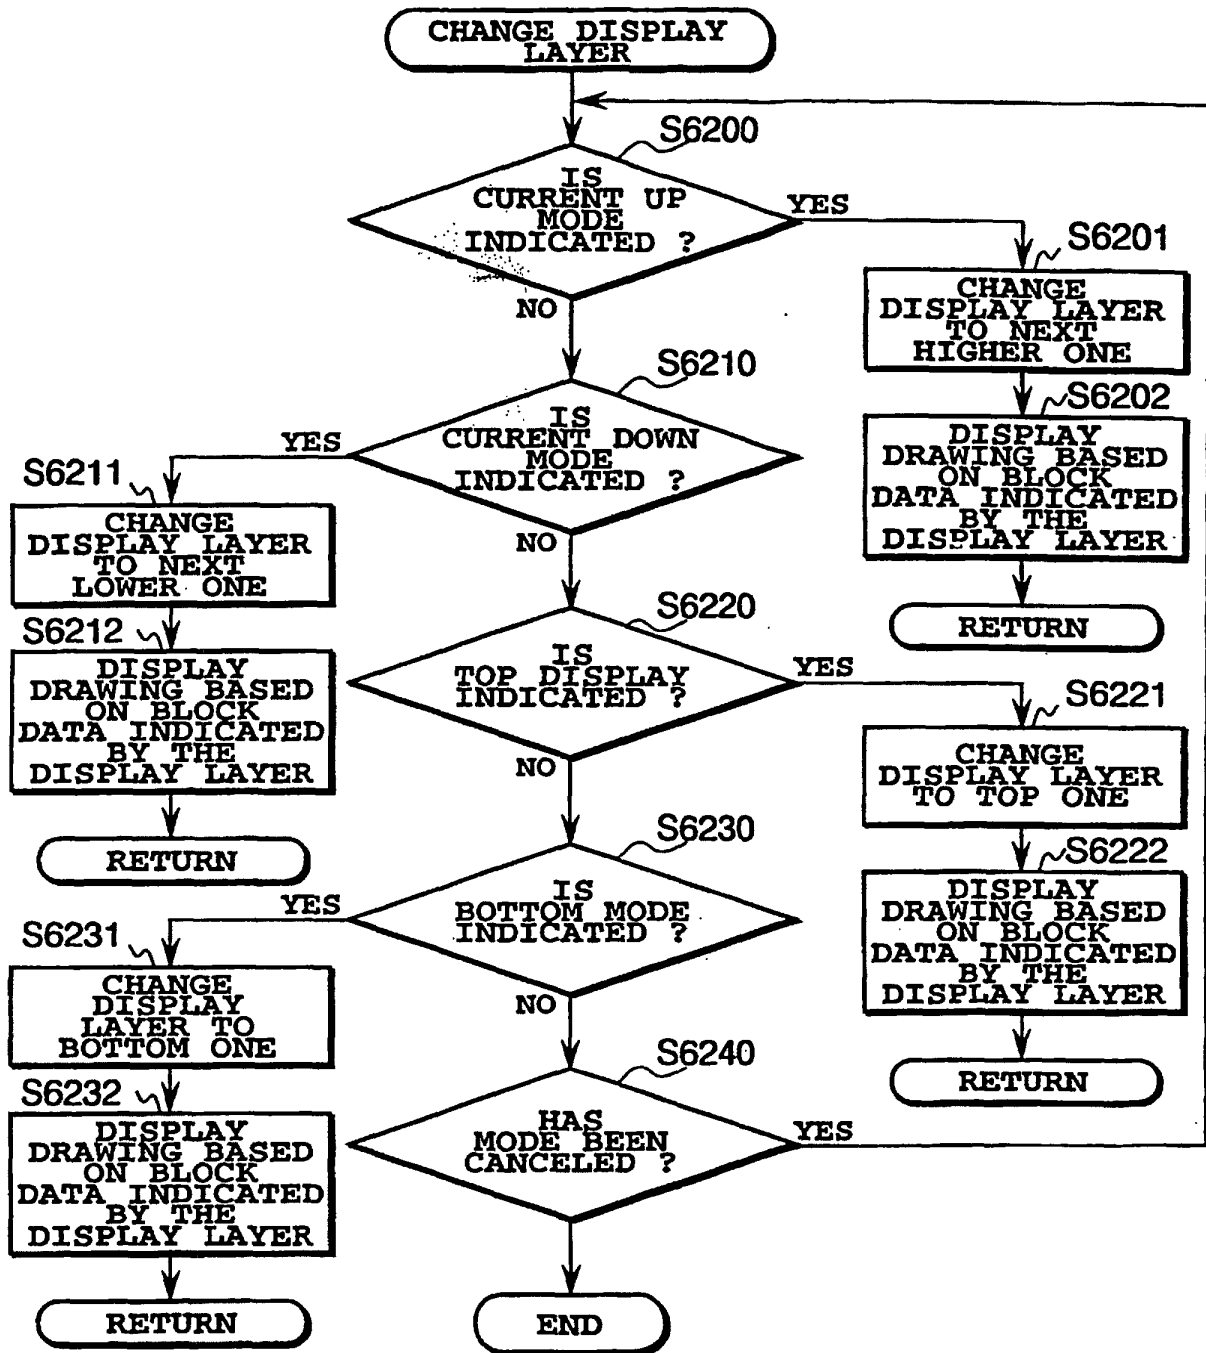 CHANGE DISPLAY
LAYER
S6200
IS
CURRENT UP
MODE
INDICATED ?
YES
NO
S6201
CHANGE
DISPLAY LAYER
TO NEXT
HIGHER ONE
S6202
DISPLAY
DRAWING BASED
ON BLOCK
DATA INDICATED
BY THE
DISPLAY LAYER
RETURN
S6210
IS
CURRENT DOWN
MODE
INDICATED ?
YES
NO
S6211
CHANGE
DISPLAY LAYER
TO NEXT
LOWER ONE
S6212
DISPLAY
DRAWING BASED
ON BLOCK
DATA INDICATED
BY THE
DISPLAY LAYER
RETURN
S6220
IS
TOP DISPLAY
INDICATED ?
YES
NO
S6221
CHANGE
DISPLAY LAYER
TO TOP ONE
S6222
DISPLAY
DRAWING BASED
ON BLOCK
DATA INDICATED
BY THE
DISPLAY LAYER
RETURN
S6230
IS
BOTTOM MODE
INDICATED ?
YES
NO
S6231
CHANGE
DISPLAY
LAYER TO
BOTTOM ONE
S6232
DISPLAY
DRAWING BASED
ON BLOCK
DATA INDICATED
BY THE
DISPLAY LAYER
RETURN
S6240
HAS
MODE BEEN
CANCELED ?
YES
END